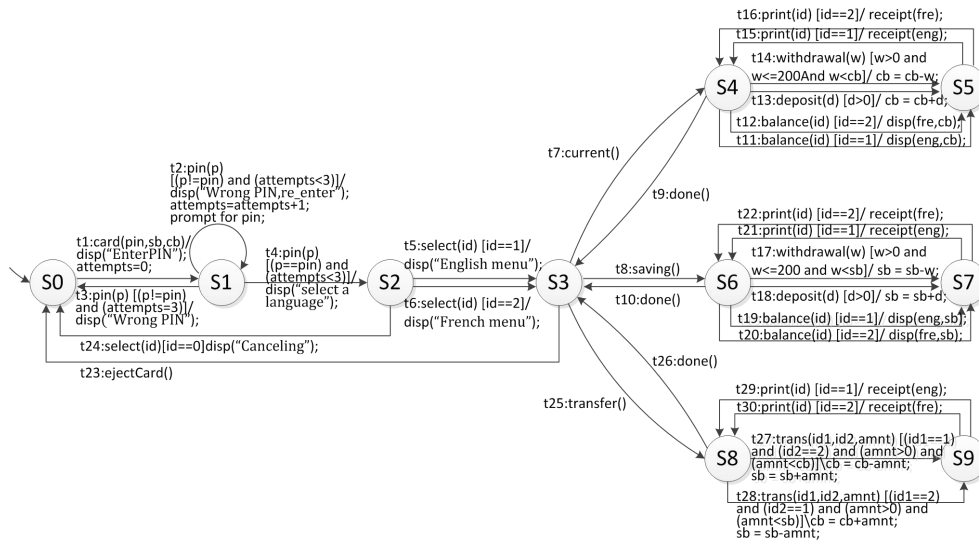 t16:print(id) [id==2]/ receipt(fre);
t15:print(id) [id==1]/ receipt(eng);
t14:withdrawal(w) [w>0 and
w<=200And w<cb]/ cb = cb-w;
S4
S5
t13:deposit(d) [d>0]/ cb = cb+d;
t12:balance(id) [id==2]/ disp(fre,cb);
t11:balance(id) [id==1]/ disp(eng,cb);
t7:current()
t9:done()
t2:pin(p)
[(p!=pin) and (attempts<3)]/
disp("Wrong PIN,re_enter");
attempts=attempts+1;
prompt for pin;
t1:card(pin,sb,cb)/
disp("EnterPIN");
attempts=0;
t4:pin(p)
[(p==pin) and
(attempts<3)]/
disp("select a
language");
t5:select(id) [id==1]/
disp("English menu")
S0
S1
S2
S3
t3:pin(p) [(p!=pin)
and (attempts=3)]/
disp("Wrong PIN");
t6:select(id) [id==2]/
disp("French menu");
t24:select(id)[id==0]disp("Canceling");
t23:ejectCard()
t8:saving()
t10:done()
t22:print(id) [id==2]/ receipt(fre);
t21:print(id) [id==1]/ receipt(eng);
t17:withdrawal(w) [w>0 and
w<=200 and w<sb]/ sb = sb-w;
S6
S7
t18:deposit(d) [d>0]/ sb = sb+d;
t19:balance(id) [id==1]/ disp(eng,sb);
t20:balance(id) [id==2]/ disp(fre,sb);
t26:done()
t25:transfer()
t29:print(id) [id==1]/ receipt(eng);
t30:print(id) [id==2]/ receipt(fre);
t27:trans(id1,id2,amnt) [(id1==1)
and (id2==2) and (amnt>0) and
(amnt<cb)]\cb = cb-amnt;
sb = sb+amnt;
S8
S9
t28:trans(id1,id2,amnt) [(id1==2)
and (id2==1) and (amnt>0) and
(amnt<sb)]\cb = cb+amnt;
sb = sb-amnt;